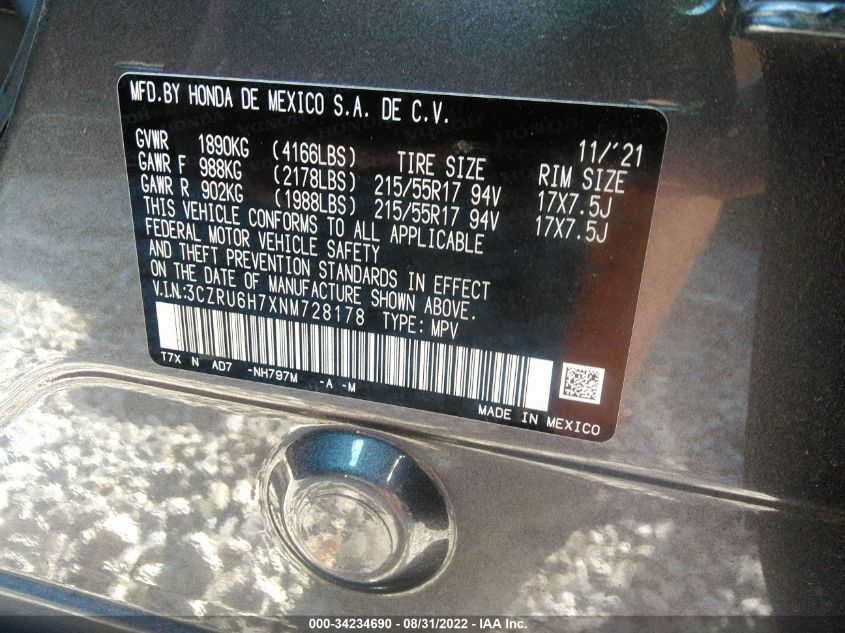 MFD.BY HONDA DE MEXICO S.A. DE C.V.
11/'21
GVWR 1890KG (4166LBS) TIRE SIZE RIM SIZE
GAWR F 988KG (2178LBS) 215/55R17 94V 17X7.5J
GAWR R 902KG (1988LBS) 215/55R17 94V 17X7.5J
THIS VEHICLE CONFORMS TO ALL APPLICABLE
FEDERAL MOTOR VEHICLE SAFETY
AND THEFT PREVENTION STANDARDS IN EFFECT
ON THE DATE OF MANUFACTURE SHOWN ABOVE.
V.I.N.:3CZRU6H7XNM728178 TYPE: MPV
T7X N AD7 -NH797M -A -M
MADE IN MEXICO
000-34234690 - 08/31/2022 - IAA Inc.